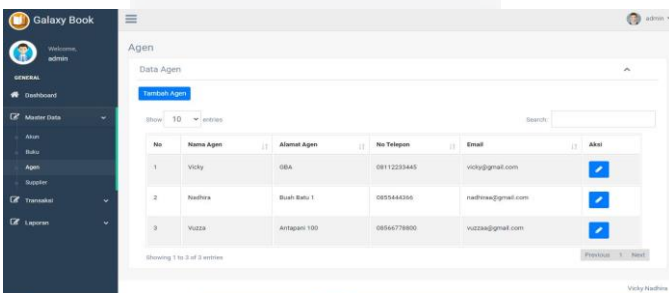 Galaxy Book
admin
Welcome,
admin
GENERAL
Dashboard
Master Data
Akun
Buku
Agen
Supplier
Transaksi
Laporan
Agen
Data Agen
Tambah Agen
Show 10 entries
Search:
No Nama Agen Alamat Agen No Telepon Email Aksi
1 Vicky GBA 08112233445 vicky@gmail.com
2 Nadhira Buah Batu 1 0855444366 nadhiraa@gmail.com
3 Vuzza Antapani 100 08566778800 vuzzaa@gmail.com
Showing 1 to 3 of 3 entries
Previous 1 Next
Vicky Nadhira